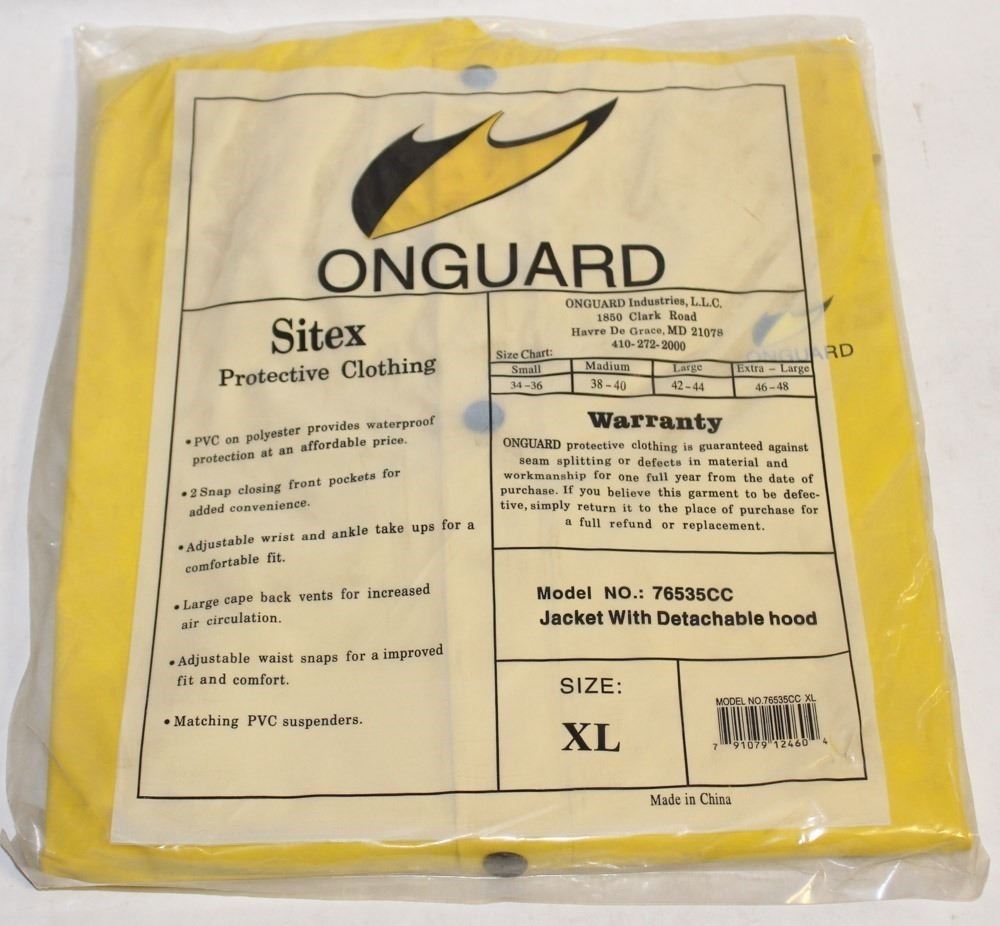 ONGUARD
Sitex
Protective Clothing
• PVC on polyester provides waterproof
protection at an affordable price.
• 2 Snap closing front pockets for
added convenience.
• Adjustable wrist and ankle take ups for a
comfortable fit.
• Large cape back vents for increased
air circulation.
• Adjustable waist snaps for a improved
fit and comfort.
• Matching PVC suspenders.
ONGUARD Industries, L.L.C.
1850 Clark Road
Havre De Grace, MD 21078
410-272-2000
ONGUARD
Size Chart:
Small Medium Large Extra - Large
34-36 38-40 42-44 46-48
Warranty
ONGUARD protective clothing is guaranteed against
seam splitting or defects in material and
workmanship for one full year from the date of
purchase. If you believe this garment to be defec-
tive, simply return it to the place of purchase for
a full refund or replacement.
Model NO.: 76535CC
Jacket With Detachable hood
SIZE:
XL
MODEL NO.76535CC XL
7 91079 12460 4
Made in China